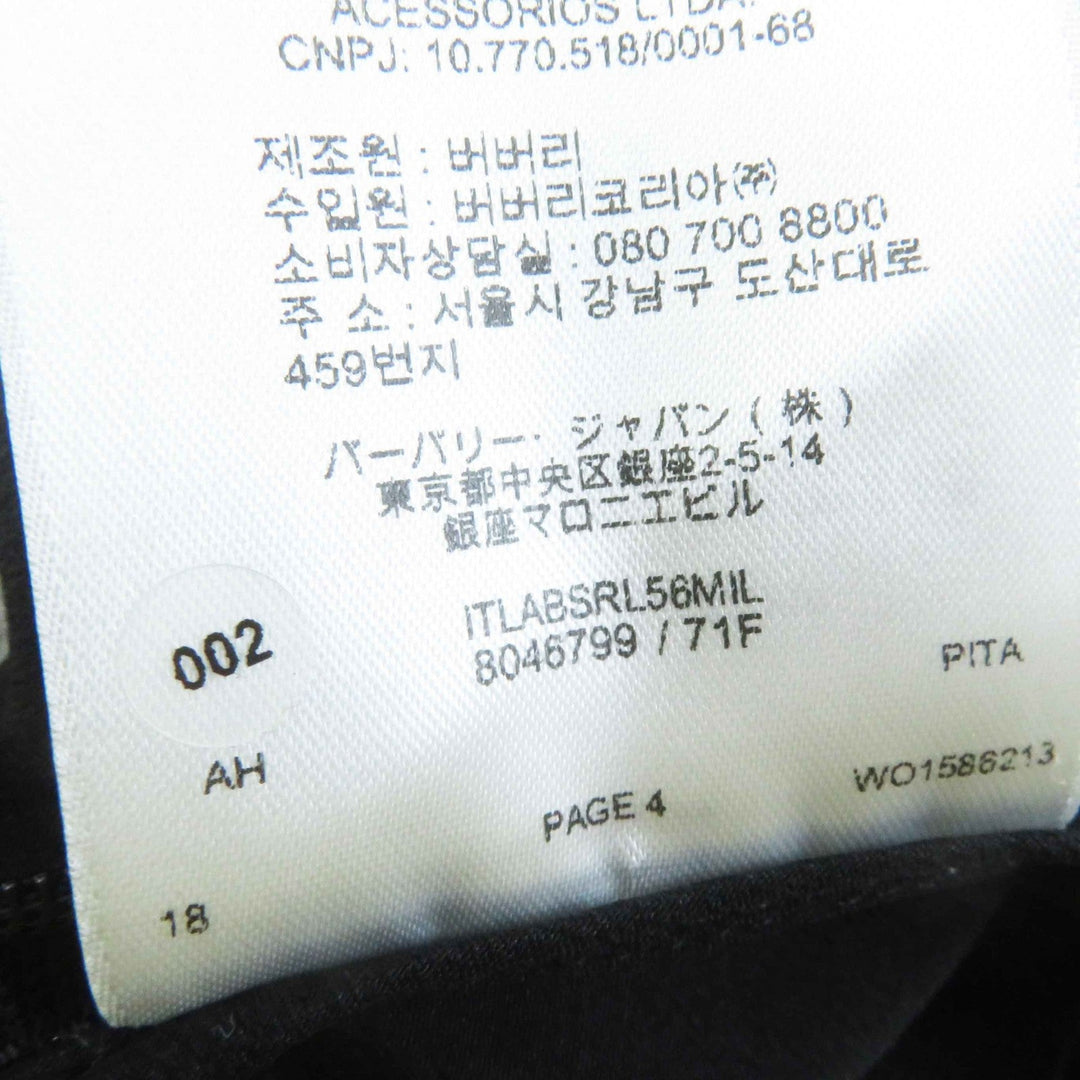 ACESSORIOS LTDA.
CNPJ: 10.770.518/0001-68
제조원 : 버버리
수입원 : 버버리코리아㈜
소비자상담실 : 080 700 8800
주 소 : 서울시 강남구 도산대로
459번지
バーバリー・ジャパン ( 株 )
東京都中央区銀座2-5-14
銀座マロニエビル
ITLABSRL56MIL
8046799 / 71F
002
PITA
AH
WO1586213
PAGE 4
18